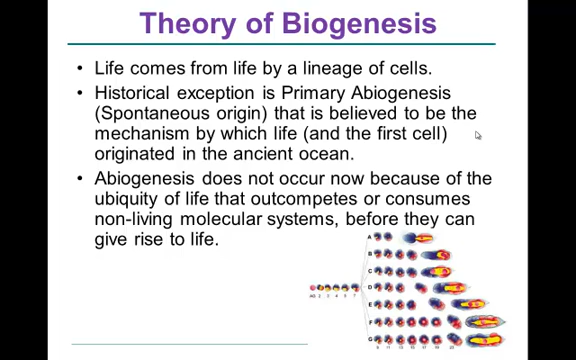 Theory of Biogenesis
• Life comes from life by a lineage of cells.
• Historical exception is Primary Abiogenesis
(Spontaneous origin) that is believed to be the
mechanism by which life (and the first cell)
originated in the ancient ocean.
• Abiogenesis does not occur now because of the
ubiquity of life that outcompetes or consumes
non-living molecular systems, before they can
give rise to life.
A
B
C
D
E
F
G